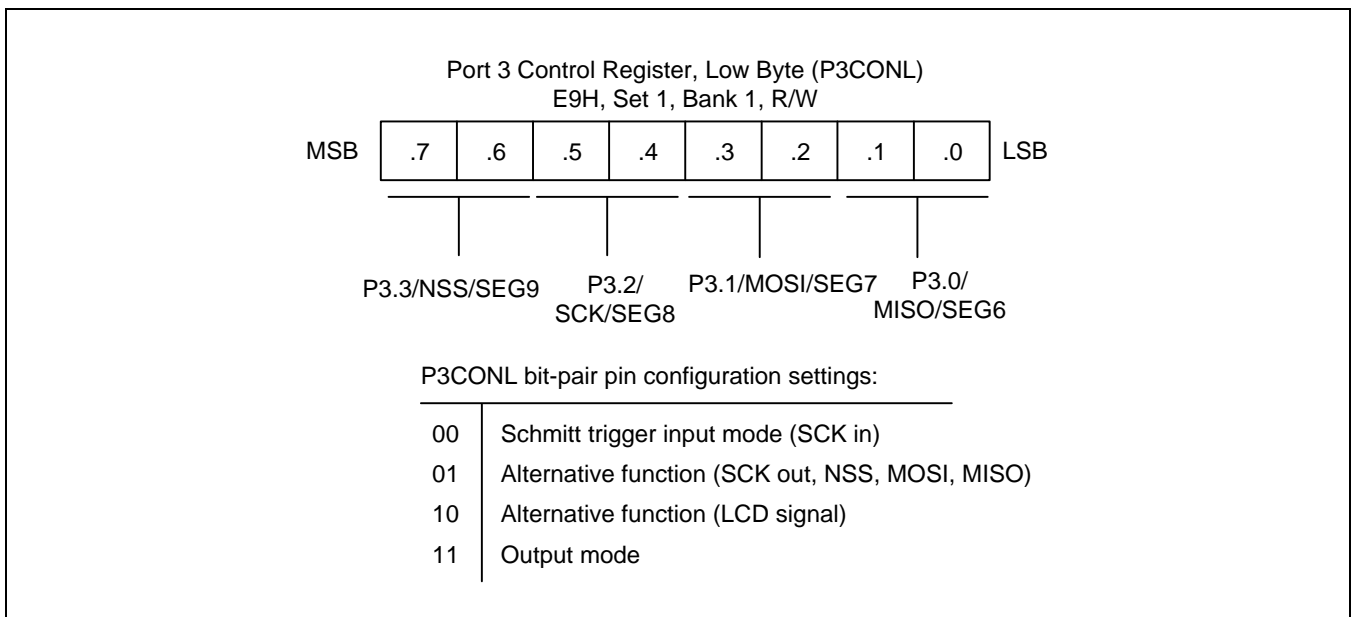 Port 3 Control Register, Low Byte (P3CONL)
E9H, Set 1, Bank 1, R/W
MSB .7 .6 .5 .4 .3 .2 .1 .0 LSB
P3.3/NSS/SEG9
P3.2/
SCK/SEG8
P3.1/MOSI/SEG7
P3.0/
MISO/SEG6
P3CONL bit-pair pin configuration settings:
00 Schmitt trigger input mode (SCK in)
01 Alternative function (SCK out, NSS, MOSI, MISO)
10 Alternative function (LCD signal)
11 Output mode